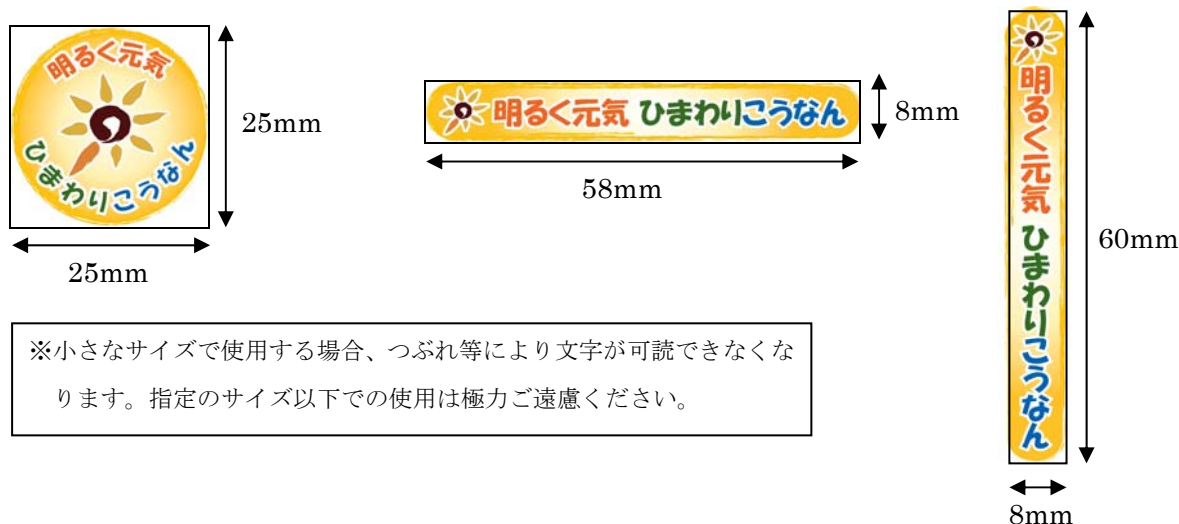 明るく元気
ひまわりこうなん
25mm
25mm
明るく元気 ひまわりこうなん
8mm
58mm
明るく元気 ひまわりこうなん
60mm
8mm
※小さなサイズで使用する場合、つぶれ等により文字が可読できなくな
ります。指定のサイズ以下での使用は極力ご遠慮ください。